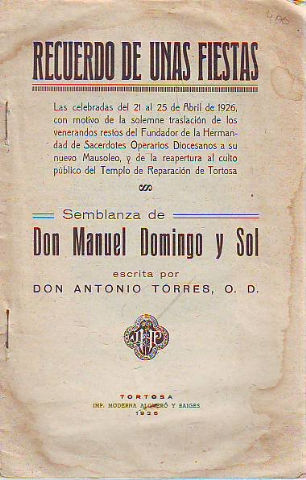 RECUERDO DE UNAS FIESTAS
Las celebradas del 21 al 25 de Abril de 1926,
con motivo de la solemne traslación de los
venerandos restos del Fundador de la Herman-
dad de Sacerdotes Operarios Diocesanos a su
nuevo Mausoleo, y de la reapertura al culto
público del Templo de Reparación de Tortosa
Semblanza de
Don Manuel Domingo y Sol
escrita por
DON ANTONIO TORRES, O. D.
TORTOSA
IMP. MODERNA ALGUERÓ Y BAIGES
1926